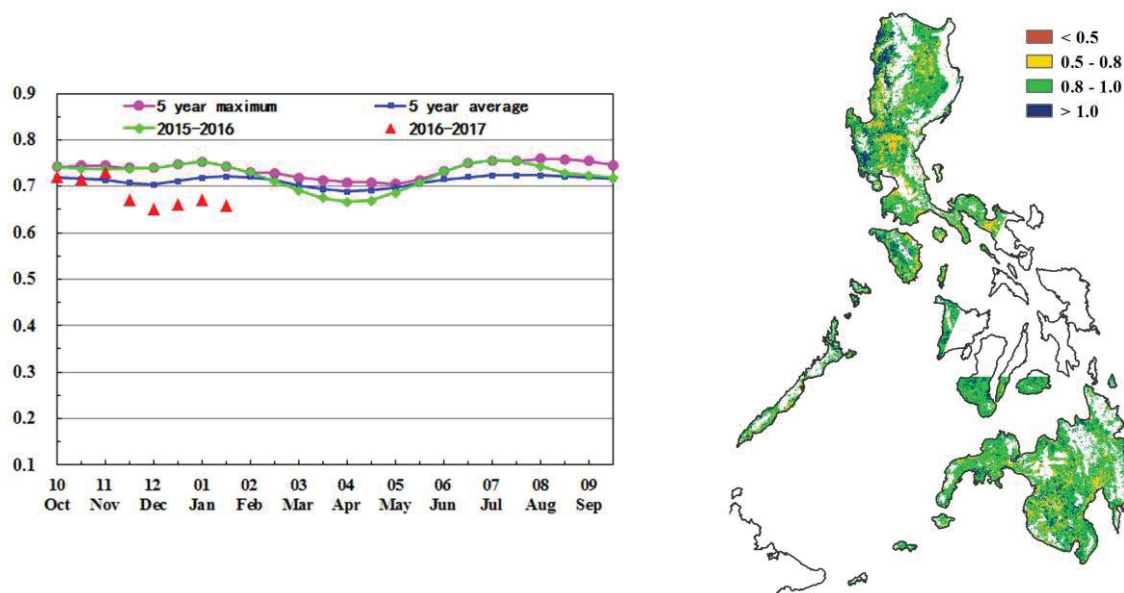 0.9
0.8
0.7
0.6
0.5
0.4
0.3
0.2
0.1
5 year maximum
5 year average
2015-2016
2016-2017
10 11 12 01 02 03 04 05 06 07 08 09
Oct Nov Dec Jan Feb Mar Apr May Jun Jul Aug Sep
< 0.5
0.5 - 0.8
0.8 - 1.0
> 1.0